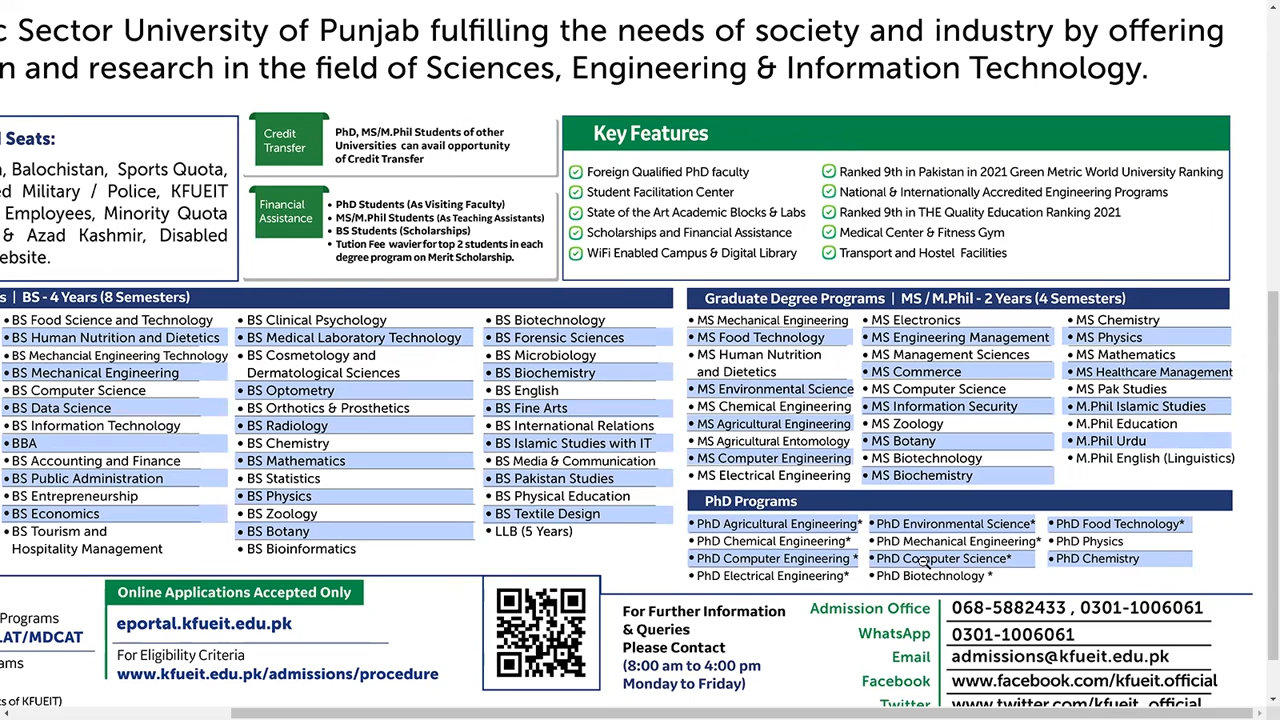 c Sector University of Punjab fulfilling the needs of society and industry by offering
n and research in the field of Sciences, Engineering & Information Technology.
l Seats:
, Balochistan, Sports Quota,
ed Military / Police, KFUEIT
Employees, Minority Quota
& Azad Kashmir, Disabled
ebsite.
Credit
Transfer
PhD, MS/M.Phil Students of other
Universities can avail opportunity
of Credit Transfer
Financial
Assistance
• PhD Students (As Visiting Faculty)
• MS/M.Phil Students (As Teaching Assistants)
• BS Students (Scholarships)
• Tution Fee wavier for top 2 students in each
degree program on Merit Scholarship.
Key Features
Foreign Qualified PhD faculty
Student Facilitation Center
State of the Art Academic Blocks & Labs
Scholarships and Financial Assistance
WiFi Enabled Campus & Digital Library
Ranked 9th in Pakistan in 2021 Green Metric World University Ranking
National & Internationally Accredited Engineering Programs
Ranked 9th in THE Quality Education Ranking 2021
Medical Center & Fitness Gym
Transport and Hostel Facilities
s | BS - 4 Years (8 Semesters)
• BS Food Science and Technology
• BS Human Nutrition and Dietetics
• BS Mechancial Engineering Technology
• BS Mechanical Engineering
• BS Computer Science
• BS Data Science
• BS Information Technology
• BBA
• BS Accounting and Finance
• BS Public Administration
• BS Entrepreneurship
• BS Economics
• BS Tourism and
Hospitality Management
• BS Clinical Psychology
• BS Medical Laboratory Technology
• BS Cosmetology and
Dermatological Sciences
• BS Optometry
• BS Orthotics & Prosthetics
• BS Radiology
• BS Chemistry
• BS Mathematics
• BS Statistics
• BS Physics
• BS Zoology
• BS Botany
• BS Bioinformatics
• BS Biotechnology
• BS Forensic Sciences
• BS Microbiology
• BS Biochemistry
• BS English
• BS Fine Arts
• BS International Relations
• BS Islamic Studies with IT
• BS Media & Communication
• BS Pakistan Studies
• BS Physical Education
• BS Textile Design
• LLB (5 Years)
Graduate Degree Programs | MS / M.Phil - 2 Years (4 Semesters)
• MS Mechanical Engineering
• MS Food Technology
• MS Human Nutrition
and Dietetics
• MS Environmental Science
• MS Chemical Engineering
• MS Agricultural Engineering
• MS Agricultural Entomology
• MS Computer Engineering
• MS Electrical Engineering
• MS Electronics
• MS Engineering Management
• MS Management Sciences
• MS Commerce
• MS Computer Science
• MS Information Security
• MS Zoology
• MS Botany
• MS Biotechnology
• MS Biochemistry
• MS Chemistry
• MS Physics
• MS Mathematics
• MS Healthcare Management
• MS Pak Studies
• M.Phil Islamic Studies
• M.Phil Education
• M.Phil Urdu
• M.Phil English (Linguistics)
PhD Programs
• PhD Agricultural Engineering*
• PhD Chemical Engineering*
• PhD Computer Engineering *
• PhD Electrical Engineering*
• PhD Environmental Science*
• PhD Mechanical Engineering*
• PhD Computer Science*
• PhD Biotechnology *
• PhD Food Technology*
• PhD Physics
• PhD Chemistry
Programs
LAT/MDCAT
ams
s of KFUEIT)
Online Applications Accepted Only
eportal.kfueit.edu.pk
For Eligibility Criteria
www.kfueit.edu.pk/admissions/procedure
For Further Information
& Queries
Please Contact
(8:00 am to 4:00 pm
Monday to Friday)
Admission Office 068-5882433 , 0301-1006061
WhatsApp 0301-1006061
Email admissions@kfueit.edu.pk
Facebook www.facebook.com/kfueit.official
Twitter www.twitter.com/kfueit_official